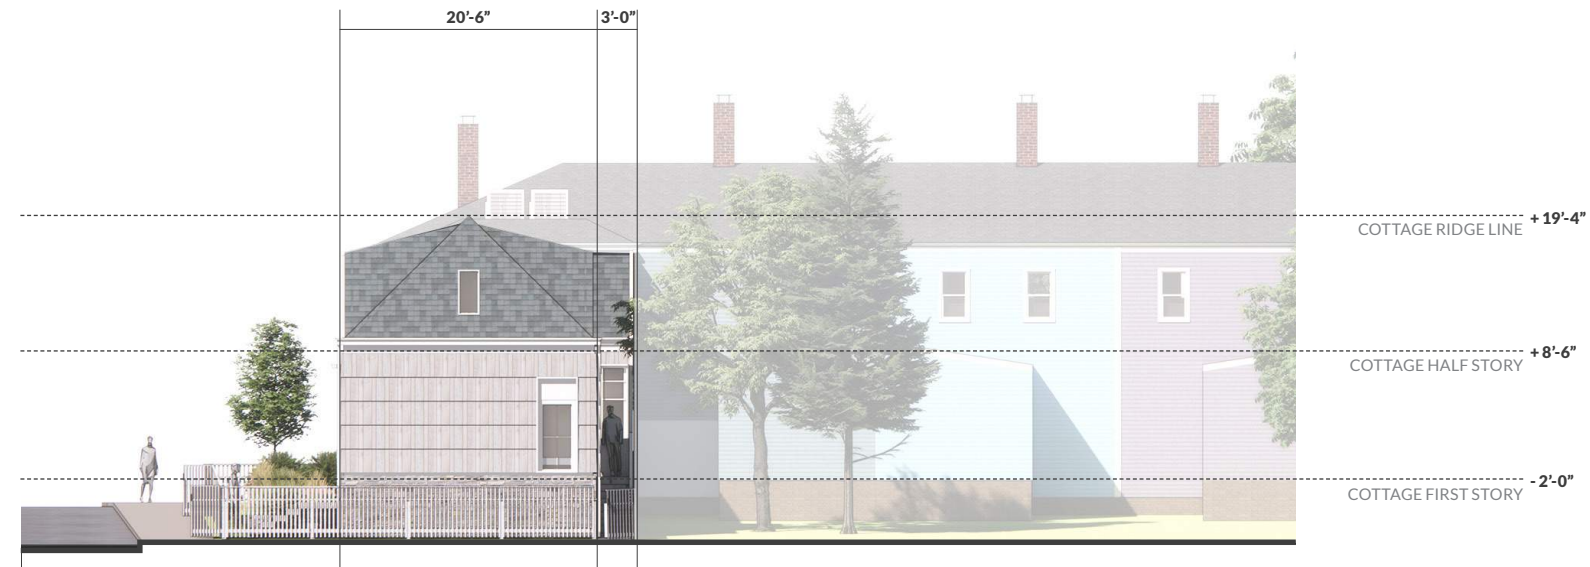 20’-6”
3’-0”
+ 19’-4”
COTTAGE RIDGE LINE
+ 8’-6”
COTTAGE HALF STORY
- 2’-0”
COTTAGE FIRST STORY